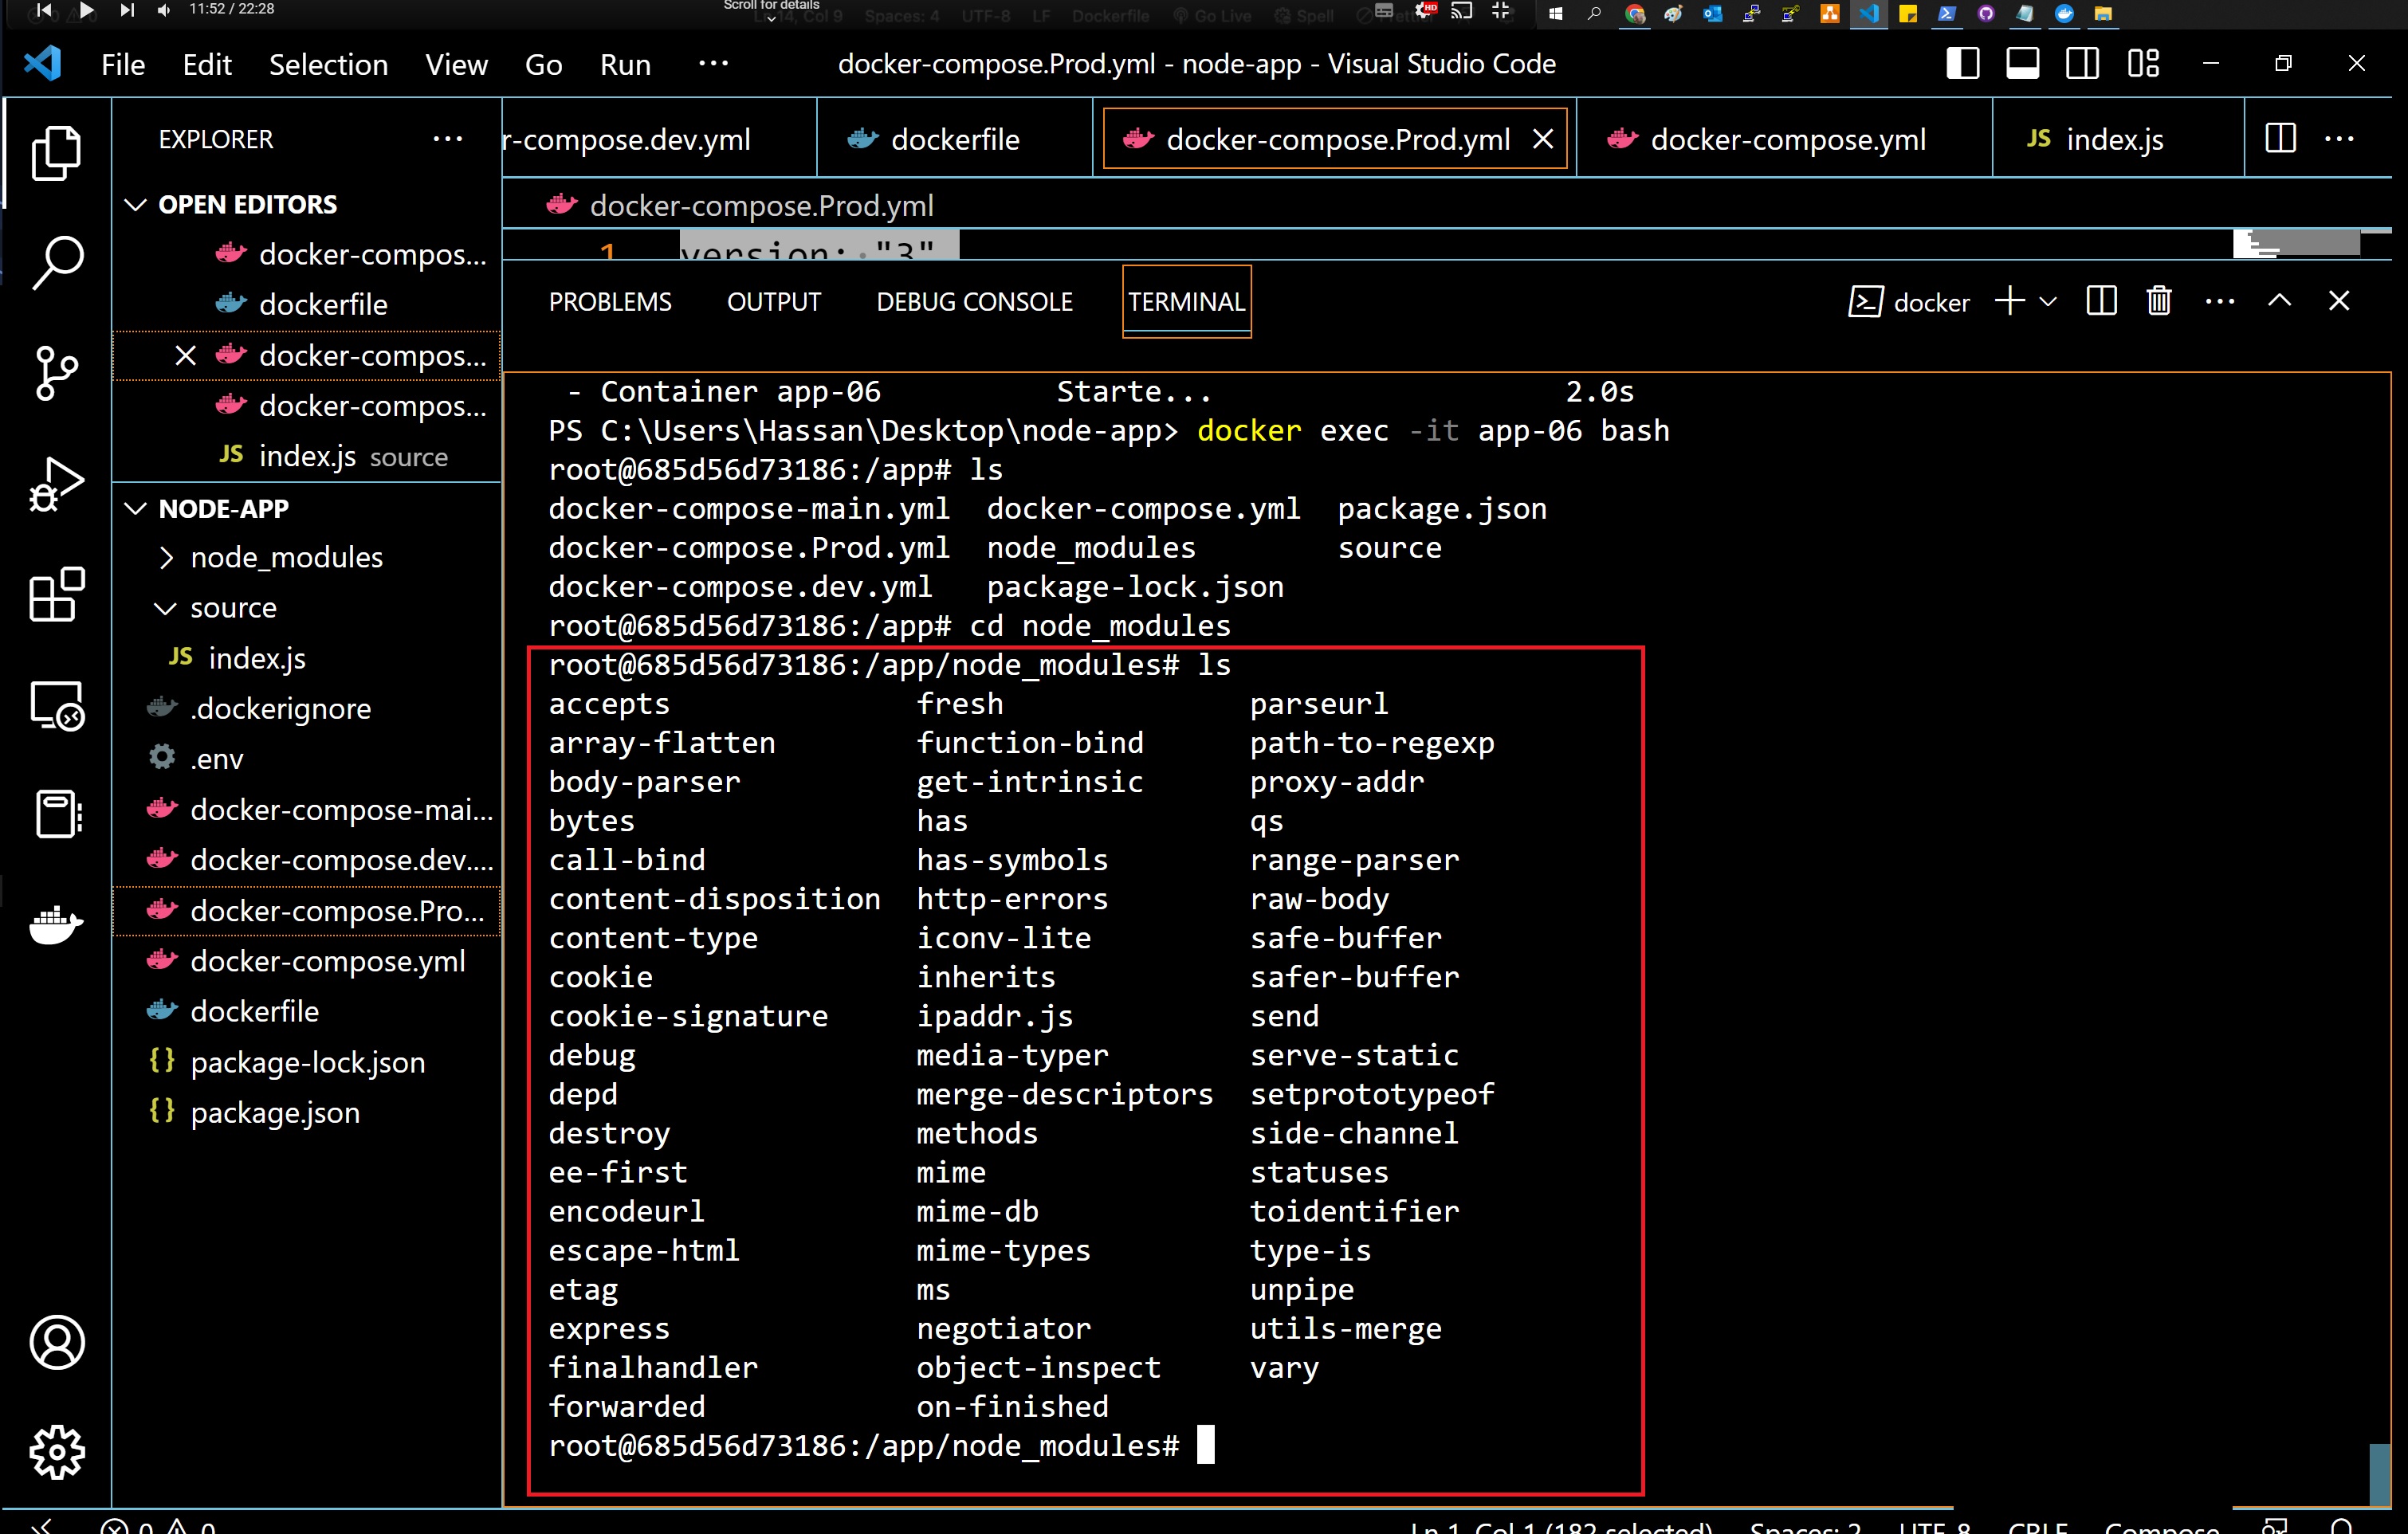 11:52 / 22:28
Scroll for details
Ln 14, Col 9 Spaces: 4 UTF-8 LF Dockerfile Go Live Spell
File Edit Selection View Go Run ··· docker-compose.Prod.yml - node-app - Visual Studio Code
EXPLORER ···
r-compose.dev.yml dockerfile docker-compose.Prod.yml docker-compose.yml JS index.js ···
OPEN EDITORS
docker-compos...
dockerfile
docker-compos...
docker-compos...
JS index.js source
NODE-APP
node_modules
source
JS index.js
.dockerignore
.env
docker-compose-mai...
docker-compose.dev....
docker-compose.Pro...
docker-compose.yml
dockerfile
{} package-lock.json
{} package.json
docker-compose.Prod.yml
1 version: "3"
PROBLEMS OUTPUT DEBUG CONSOLE TERMINAL docker ···
- Container app-06 Starte... 2.0s
PS C:\Users\Hassan\Desktop\node-app> docker exec -it app-06 bash
root@685d56d73186:/app# ls
docker-compose-main.yml docker-compose.yml package.json
docker-compose.Prod.yml node_modules source
docker-compose.dev.yml package-lock.json
root@685d56d73186:/app# cd node_modules
root@685d56d73186:/app/node_modules# ls
accepts fresh parseurl
array-flatten function-bind path-to-regexp
body-parser get-intrinsic proxy-addr
bytes has qs
call-bind has-symbols range-parser
content-disposition http-errors raw-body
content-type iconv-lite safe-buffer
cookie inherits safer-buffer
cookie-signature ipaddr.js send
debug media-typer serve-static
depd merge-descriptors setprototypeof
destroy methods side-channel
ee-first mime statuses
encodeurl mime-db toidentifier
escape-html mime-types type-is
etag ms unpipe
express negotiator utils-merge
finalhandler object-inspect vary
forwarded on-finished
root@685d56d73186:/app/node_modules#
0 0 Ln 1, Col 1 (182 selected) Spaces: 2 UTF-8 CRLF Compose